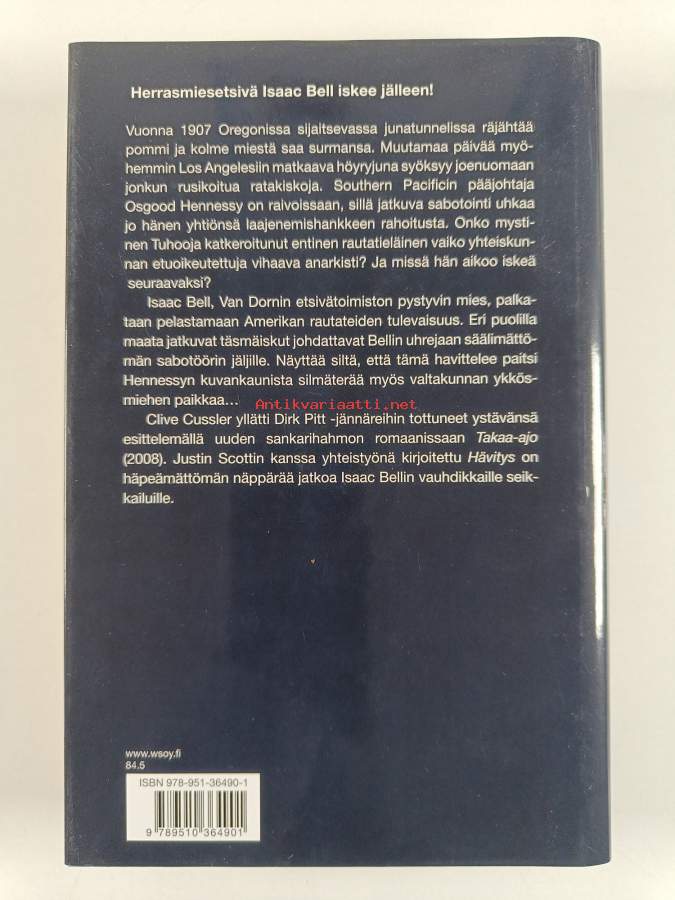 Herrasmiesetsivä Isaac Bell iskee jälleen!
Vuonna 1907 Oregonissa sijaitsevassa junatunnelissa räjähtää
pommi ja kolme miestä saa surmansa. Muutamaa päivää myö-
hemmin Los Angelesiin matkaava höyryjuna syöksyy joenuomaan
jonkun rusikoitua ratakiskoja. Southern Pacificin pääjohtaja
Osgood Hennessy on raivoissaan, sillä jatkuva sabotointi uhkaa
jo hänen yhtiönsä laajenemishankkeen rahoitusta. Onko mysti-
nen Tuhooja katkeroitunut entinen rautatieläinen vaiko yhteiskun-
nan etuoikeutettuja vihaava anarkisti? Ja missä hän aikoo iskeä
seuraavaksi?
Isaac Bell, Van Dornin etsivätoimiston pystyvin mies, palka-
taan pelastamaan Amerikan rautateiden tulevaisuus. Eri puolilla
maata jatkuvat täsmäiskut johdattavat Bellin uhrejaan säälimättö-
män sabotöörin jäljille. Näyttää siltä, että tämä havittelee paitsi
Hennessyn kuvankaunista silmäterää myös valtakunnan ykkös-
miehen paikkaa...
Antikvariaatti.net
Clive Cussler yllätti Dirk Pitt -jännäreihin tottuneet ystävänsä
esittelemällä uuden sankarihahmon romaanissaan Takaa-ajo
(2008). Justin Scottin kanssa yhteistyönä kirjoitettu Hävitys on
häpeämättömän näppärää jatkoa Isaac Bellin vauhdikkaille seik-
kailuille.
www.wsoy.fi
84.5
ISBN 978-951-36490-1
9 789510 364901